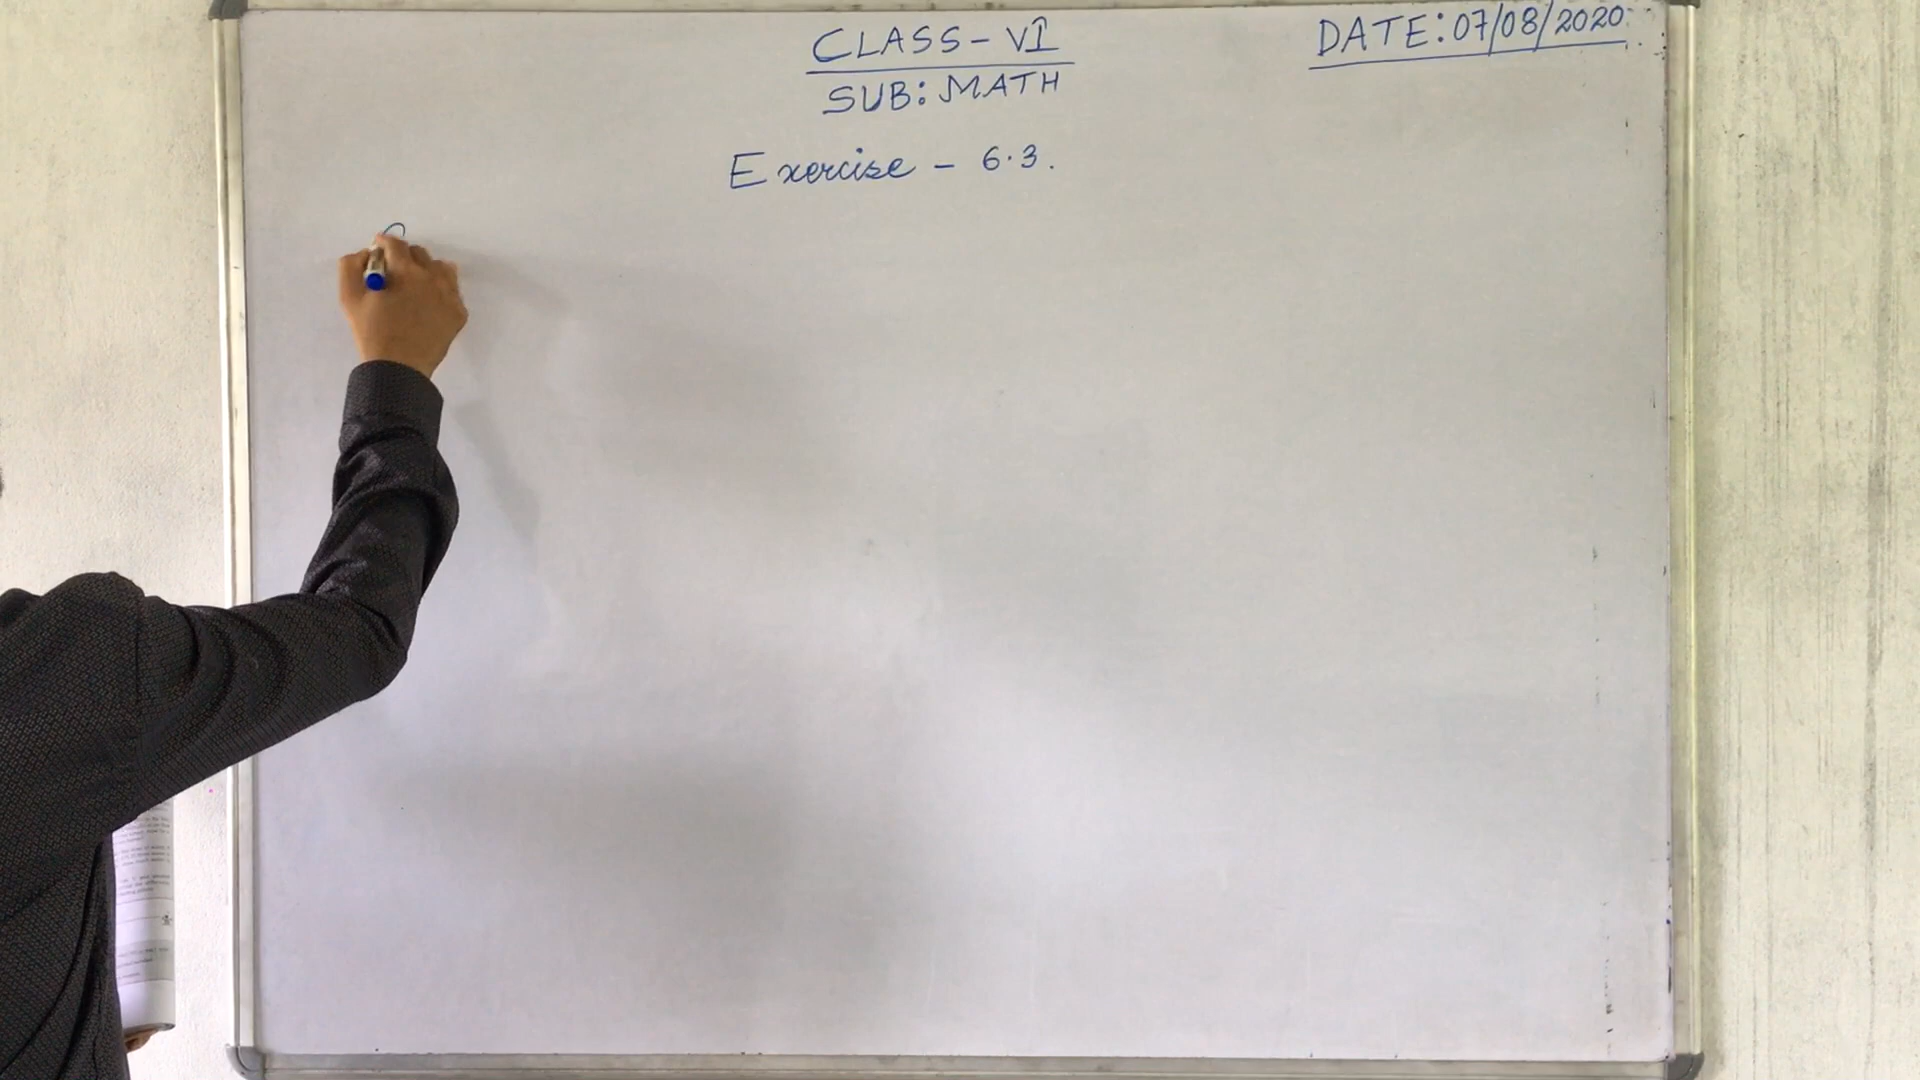 CLASS - VI
DATE: 07/08/2020
SUB: MATH
Exercise - 6.3.